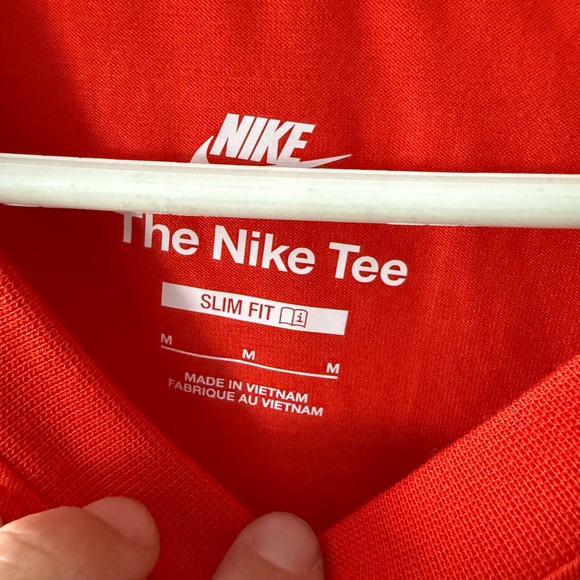 NIKE
The Nike Tee
SLIM FIT
M M M
MADE IN VIETNAM
FABRIQUE AU VIETNAM